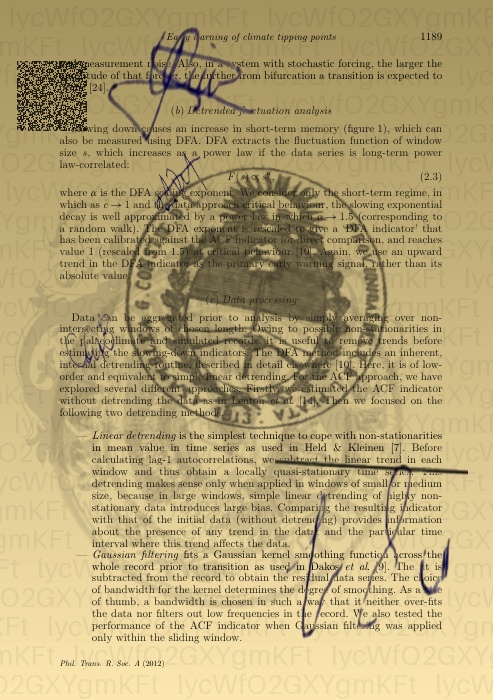 Early warning of climate tipping points 1189
measurement noise. Also, in a system with stochastic forcing, the larger the
magnitude of that forcing, the further from bifurcation a transition is expected to
[24].
(b) Detrended fluctuation analysis
Slowing down causes an increase in short-term memory (figure 1), which can
also be measured using DFA. DFA extracts the fluctuation function of window
size s, which increases as a power law if the data series is long-term power
law-correlated:
F(s) ∝ sα, (2.3)
where α is the DFA scaling exponent. We consider only the short-term regime, in
which as c → 1 and the data approach critical behaviour, the slowing exponential
decay is well approximated by a power law in which α → 1.5 (corresponding to
a random walk). The DFA exponent is rescaled to give a 'DFA indicator' that
has been calibrated against the ACF indicator for direct comparison, and reaches
value 1 (rescaled from 1.5) at critical behaviour [10]. Again, we use an upward
trend in the DFA indicator as the primary early warning signal, rather than its
absolute value.
(c) Data processing
Data can be aggregated prior to analysis by simply averaging over non-
intersecting windows of chosen length. Owing to possible non-stationarities in
the palaeoclimate and simulated records, it is useful to remove trends before
estimating the slowing-down indicators. The DFA method includes an inherent,
internal detrending routine described in detail elsewhere [10]. Here, it is of low-
order and equivalent to simple linear detrending. For the ACF approach, we have
explored several different approaches. Firstly, we estimated the ACF indicator
without detrending the data as in Lenton et al. [14]. Then we focused on the
following two detrending methods.
Linear detrending is the simplest technique to cope with non-stationarities
in mean value in time series as used in Held & Kleinen [7]. Before
calculating lag-1 autocorrelations, we subtract the linear trend in each
window and thus obtain a locally quasi-stationary time series. This
detrending makes sense only when applied in windows of small or medium
size, because in large windows, simple linear detrending of highly non-
stationary data introduces large bias. Comparing the resulting indicator
with that of the initial data (without detrending) provides information
about the presence of any trend in the data, and the particular time
interval where this trend affects the data.
— Gaussian filtering fits a Gaussian kernel smoothing function across the
whole record prior to transition as used in Dakos et al. [9]. The fit is
subtracted from the record to obtain the residual data series. The choice
of bandwidth for the kernel determines the degree of smoothing. As a rule
of thumb, a bandwidth is chosen in such a way that it neither over-fits
the data nor filters out low frequencies in the record. We also tested the
performance of the ACF indicator when Gaussian filtering was applied
only within the sliding window.
Phil. Trans. R. Soc. A (2012)